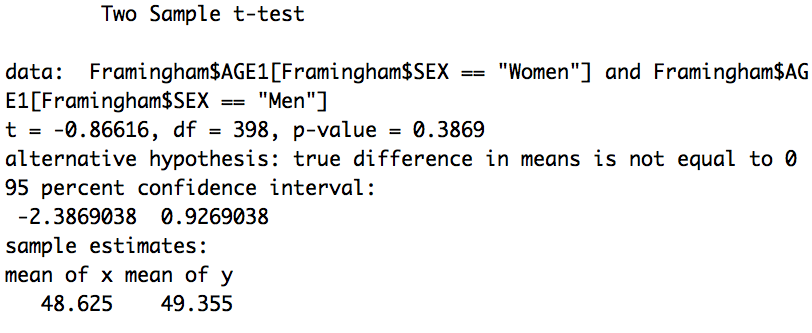 Two Sample t-test
data:  Framingham$AGE1[Framingham$SEX == "Women"] and Framingham$AG
E1[Framingham$SEX == "Men"]
t = -0.86616, df = 398, p-value = 0.3869
alternative hypothesis: true difference in means is not equal to 0
95 percent confidence interval:
 -2.3869038  0.9269038
sample estimates:
mean of x mean of y
   48.625    49.355